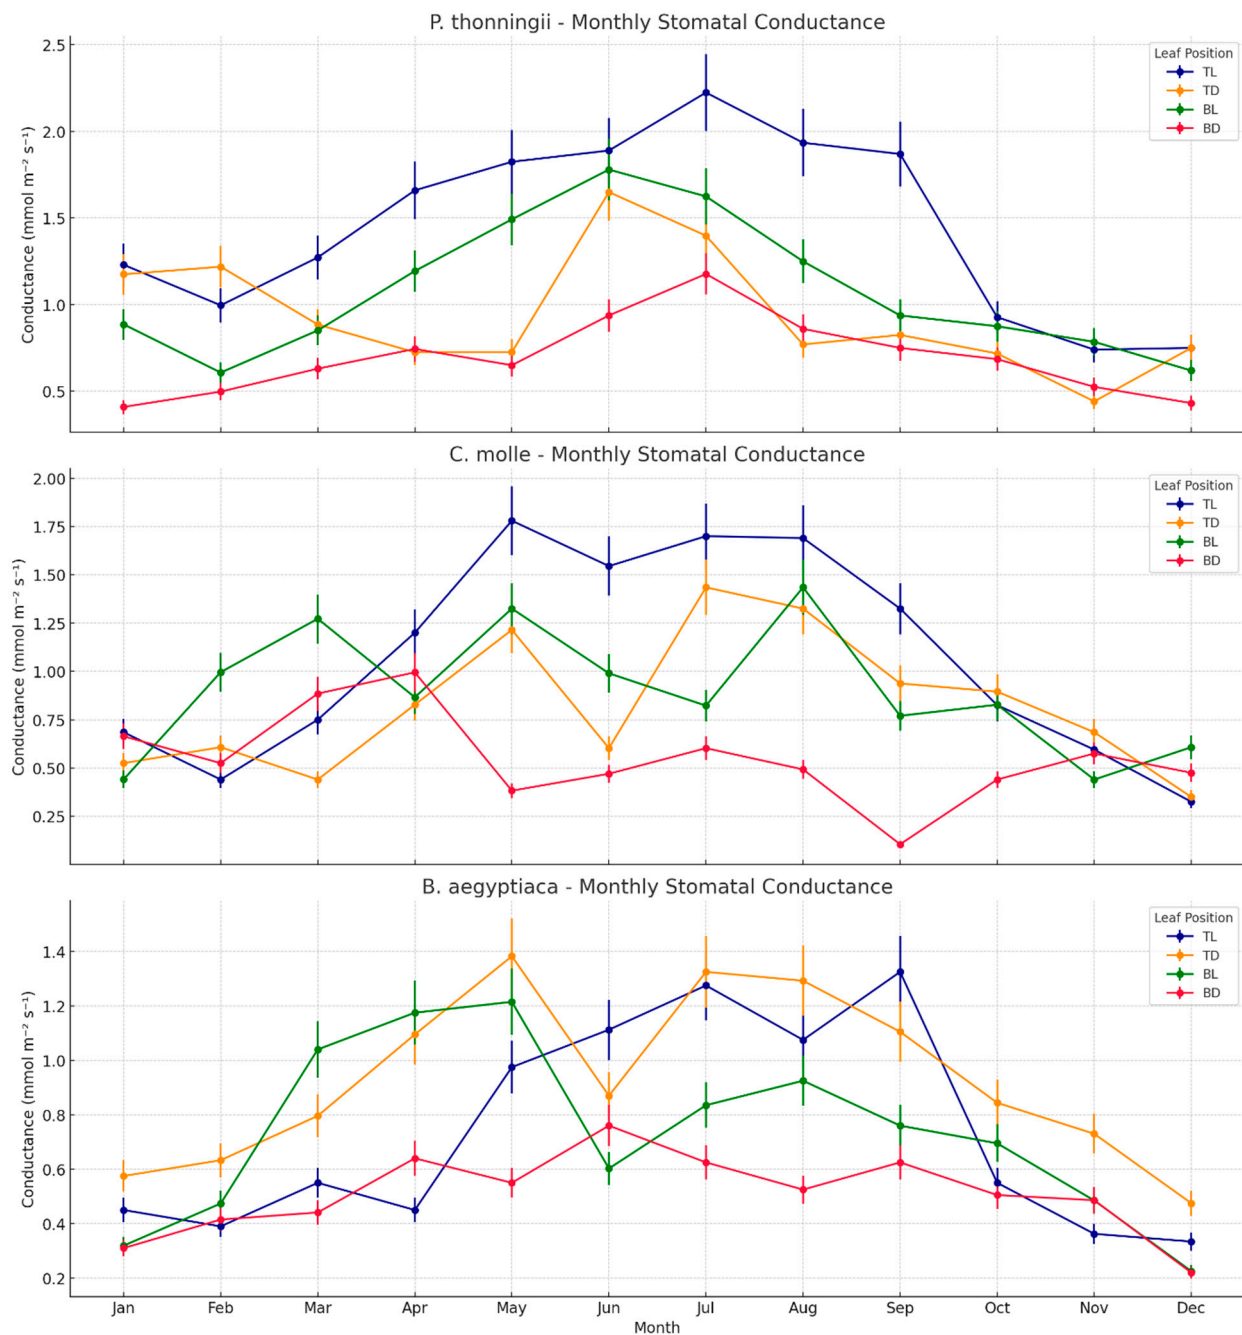 P. thonningii - Monthly Stomatal Conductance
Conductance (mmol m⁻² s⁻¹)
2.5
2.0
1.5
1.0
0.5
Leaf Position
TL
TD
BL
BD
C. molle - Monthly Stomatal Conductance
Conductance (mmol m⁻² s⁻¹)
2.00
1.75
1.50
1.25
1.00
0.75
0.50
0.25
Leaf Position
TL
TD
BL
BD
B. aegyptiaca - Monthly Stomatal Conductance
Conductance (mmol m⁻² s⁻¹)
1.4
1.2
1.0
0.8
0.6
0.4
0.2
Leaf Position
TL
TD
BL
BD
Jan Feb Mar Apr May Jun Jul Aug Sep Oct Nov Dec
Month